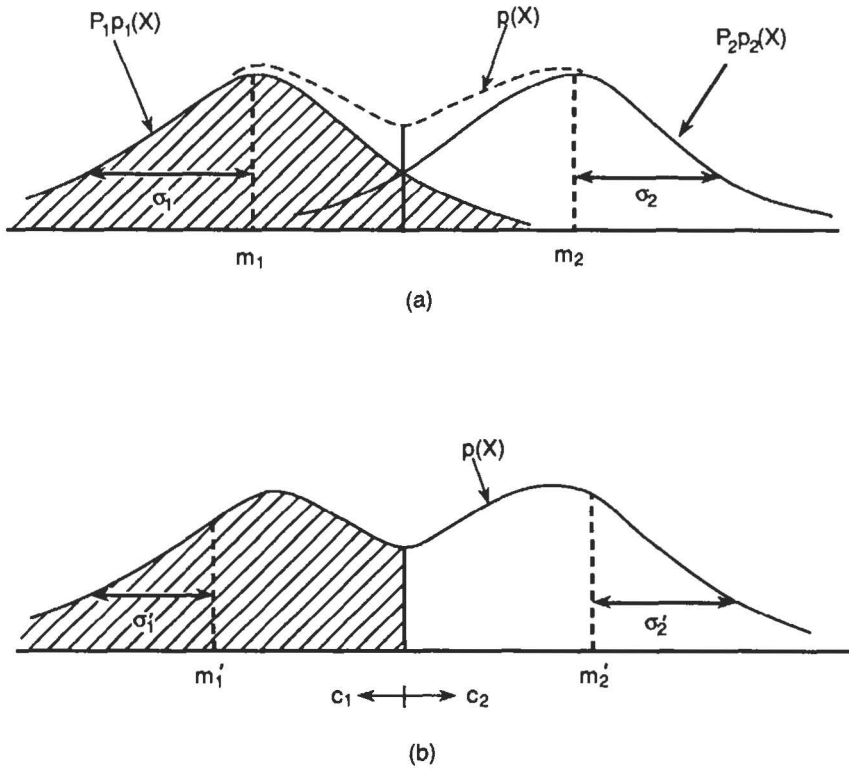 P₁p₁(X) p(X) P₂p₂(X)
σ₁ σ₂
m₁ m₂
(a)
p(X)
σ₁′ σ₂′
m₁′ m₂′
c₁ c₂
(b)